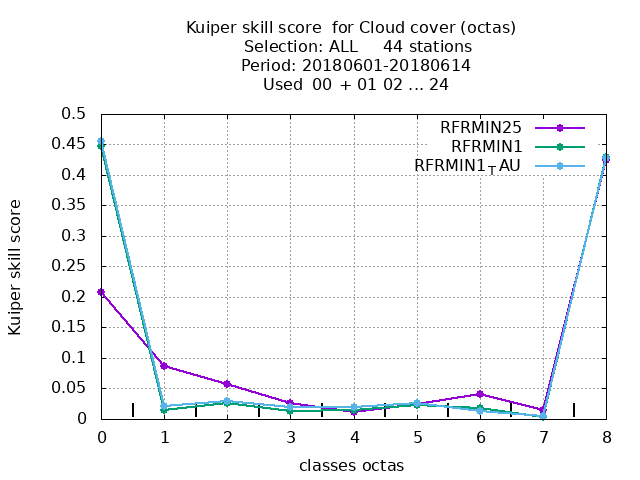 Kuiper skill score  for Cloud cover (octas)
Selection: ALL     44 stations
Period: 20180601-20180614
Used  00 + 01 02 ... 24
RFRMIN25
RFRMIN1
RFRMIN1TAU
0.5
0.45
0.4
0.35
0.3
0.25
0.2
0.15
0.1
0.05
0
Kuiper skill score
0 1 2 3 4 5 6 7 8
classes octas